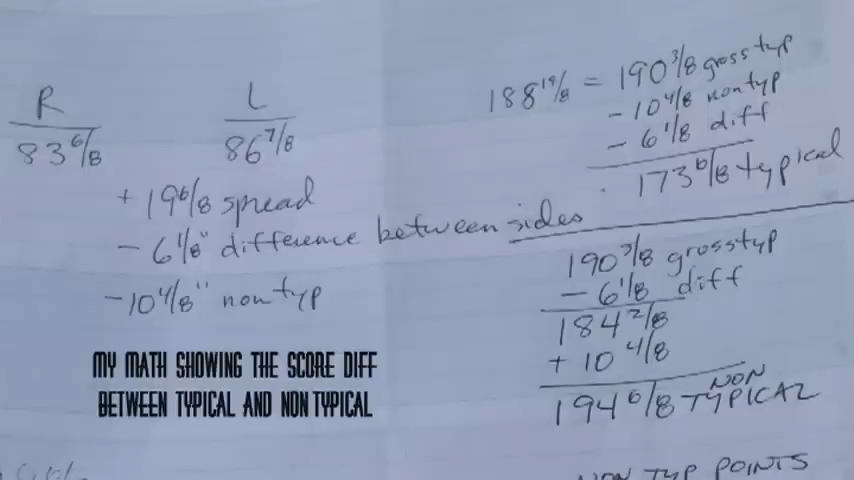 R L
83 6/8 86 7/8
+ 19 6/8 spread
- 6 1/8" difference between sides
- 10 4/8" non typ
MY MATH SHOWING THE SCORE DIFF
BETWEEN TYPICAL AND NON TYPICAL
188 19/8 = 190 3/8 gross typ
- 10 4/8 non typ
- 6 1/8 diff
173 6/8 typical
190 3/8 gross typ
- 6 1/8 diff
184 2/8
+ 10 4/8
194 6/8 NON TYPICAL
NON TYP POINTS